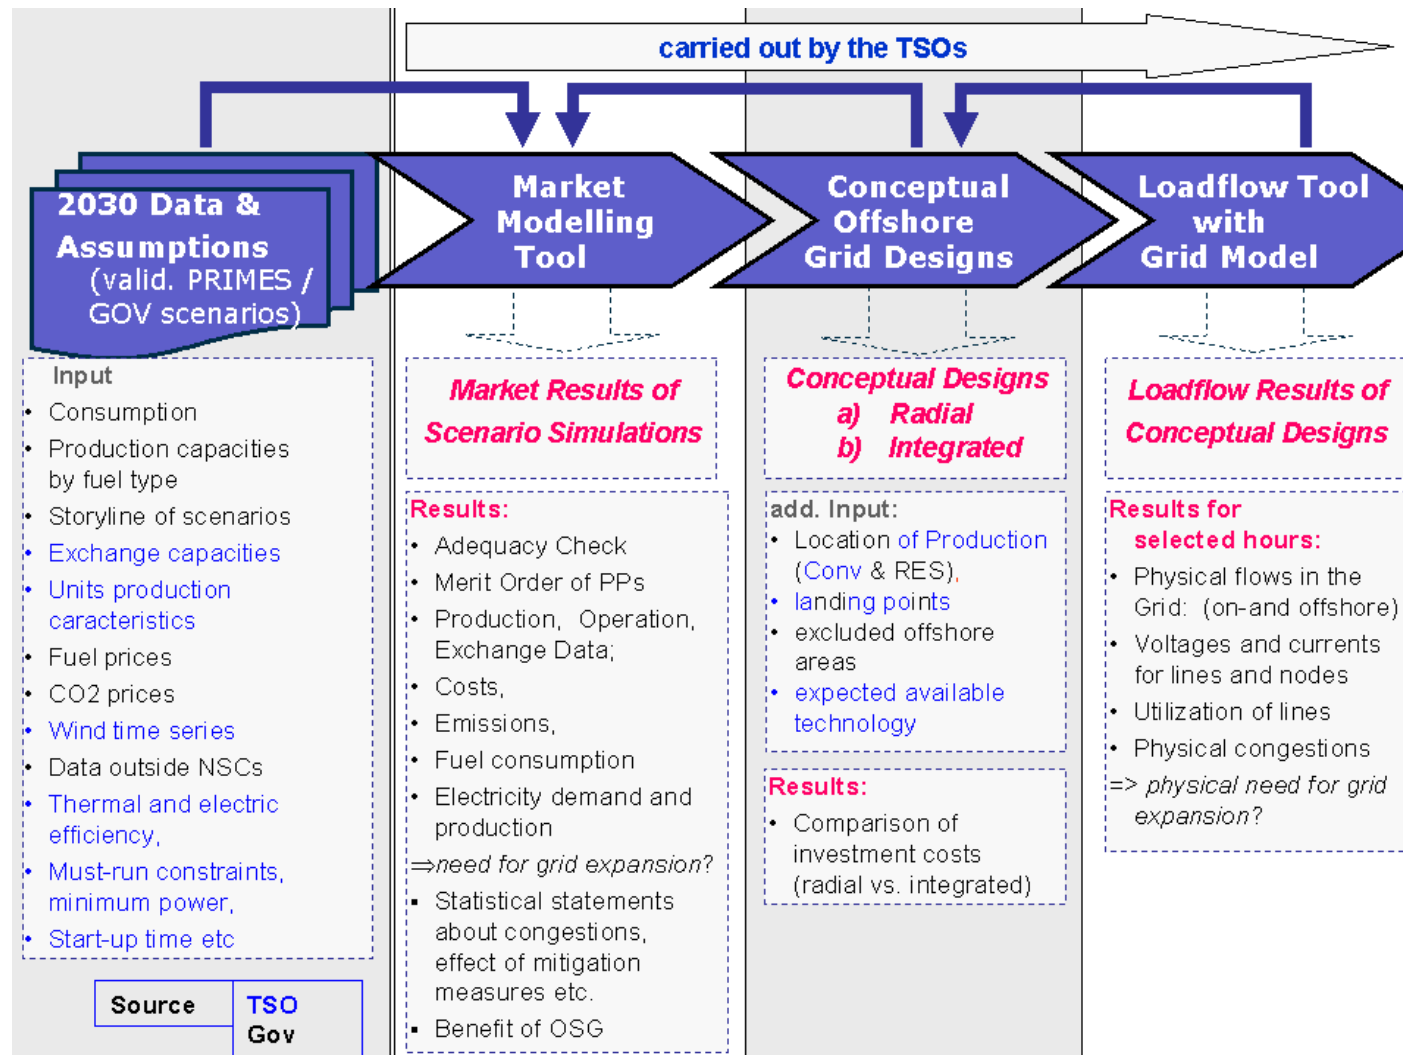 carried out by the TSOs
2030 Data &
Assumptions
(valid. PRIMES /
GOV scenarios)
Market
Modelling
Tool
Conceptual
Offshore
Grid Designs
Loadflow Tool
with
Grid Model
Input
• Consumption
• Production capacities
by fuel type
• Storyline of scenarios
• Exchange capacities
• Units production
caracteristics
• Fuel prices
• CO2 prices
• Wind time series
• Data outside NSCs
• Thermal and electric
efficiency,
• Must-run constraints,
minimum power,
• Start-up time etc
Source
TSO
Gov
Market Results of
Scenario Simulations
Results:
• Adequacy Check
• Merit Order of PPs
• Production, Operation,
Exchange Data;
• Costs,
• Emissions,
• Fuel consumption
• Electricity demand and
production
⇒need for grid expansion?
▪ Statistical statements
about congestions,
effect of mitigation
measures etc.
▪ Benefit of OSG
Conceptual Designs
a) Radial
b) Integrated
add. Input:
• Location of Production
(Conv & RES),
• landing points
• excluded offshore
areas
• expected available
technology
Results:
• Comparison of
investment costs
(radial vs. integrated)
Loadflow Results of
Conceptual Designs
Results for
selected hours:
• Physical flows in the
Grid: (on-and offshore)
• Voltages and currents
for lines and nodes
• Utilization of lines
• Physical congestions
=> physical need for grid
expansion?